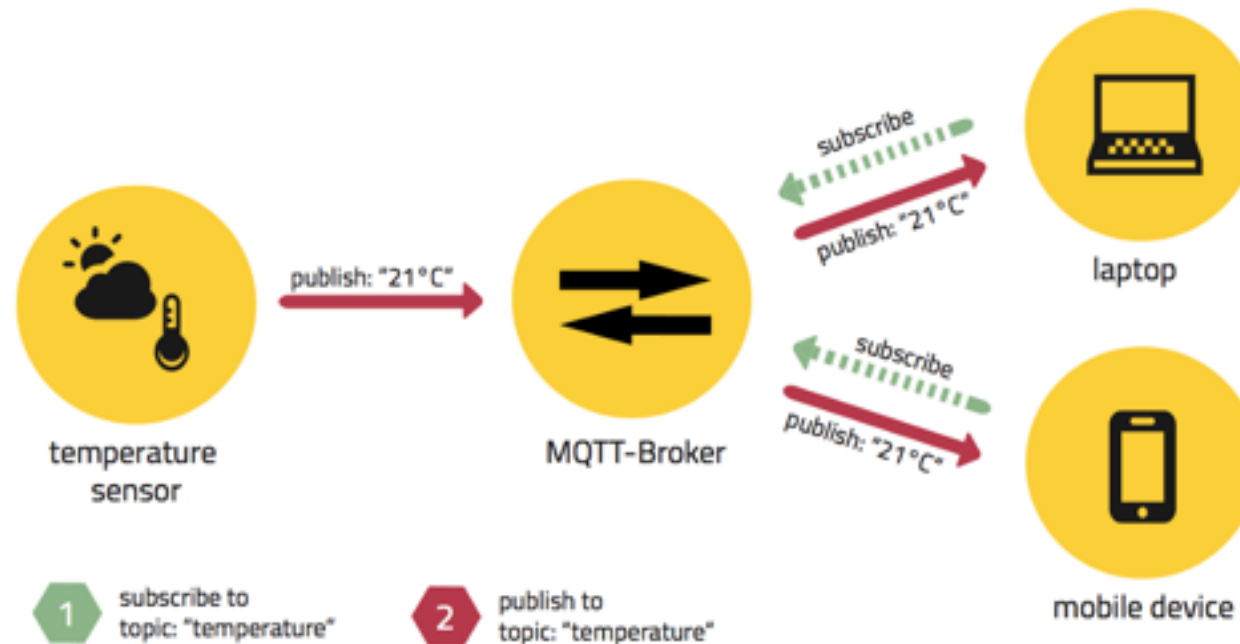 subscribe
publish: "21°C"
laptop
publish: "21°C"
temperature
sensor
MQTT-Broker
subscribe
publish: "21°C"
mobile device
1
subscribe to
topic: "temperature"
2
publish to
topic: "temperature"